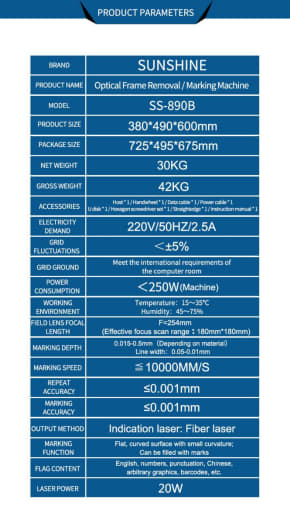 PRODUCT PARAMETERS
BRAND SUNSHINE
PRODUCT NAME Optical Frame Removal / Marking Machine
MODEL SS-890B
PRODUCT SIZE 380*490*600mm
PACKAGE SIZE 725*495*675mm
NET WEIGHT 30KG
GROSS WEIGHT 42KG
ACCESSORIES Host * 1 / Handwheel * 1 / Data cable * 1 / Power cable * 1
U disk * 1 / Hexagon screwdriver set * 1 / Straightedge * 1 / Instruction manual * 1
ELECTRICITY
DEMAND 220V/50HZ/2.5A
GRID
FLUCTUATIONS <±5%
GRID GROUND Meet the international requirements of
the computer room
POWER
CONSUMPTION <250W(Machine)
WORKING
ENVIRONMENT Temperature: 15~35℃
Humidity: 45~75%
FIELD LENS FOCAL
LENGTH F=254mm
(Effective focus scan range : 180mm*180mm)
MARKING DEPTH 0.015-0.5mm (Depending on material)
Line width: 0.05-0.01mm
MARKING SPEED ≦10000MM/S
REPEAT
ACCURACY ≤0.001mm
MARKING
ACCURACY ≤0.001mm
OUTPUT METHOD Indication laser: Fiber laser
MARKING
FUNCTION Flat, curved surface with small curvature;
Can be filled with marks
FLAG CONTENT English, numbers, punctuation, Chinese,
arbitrary graphics, barcodes, etc.
LASER POWER 20W